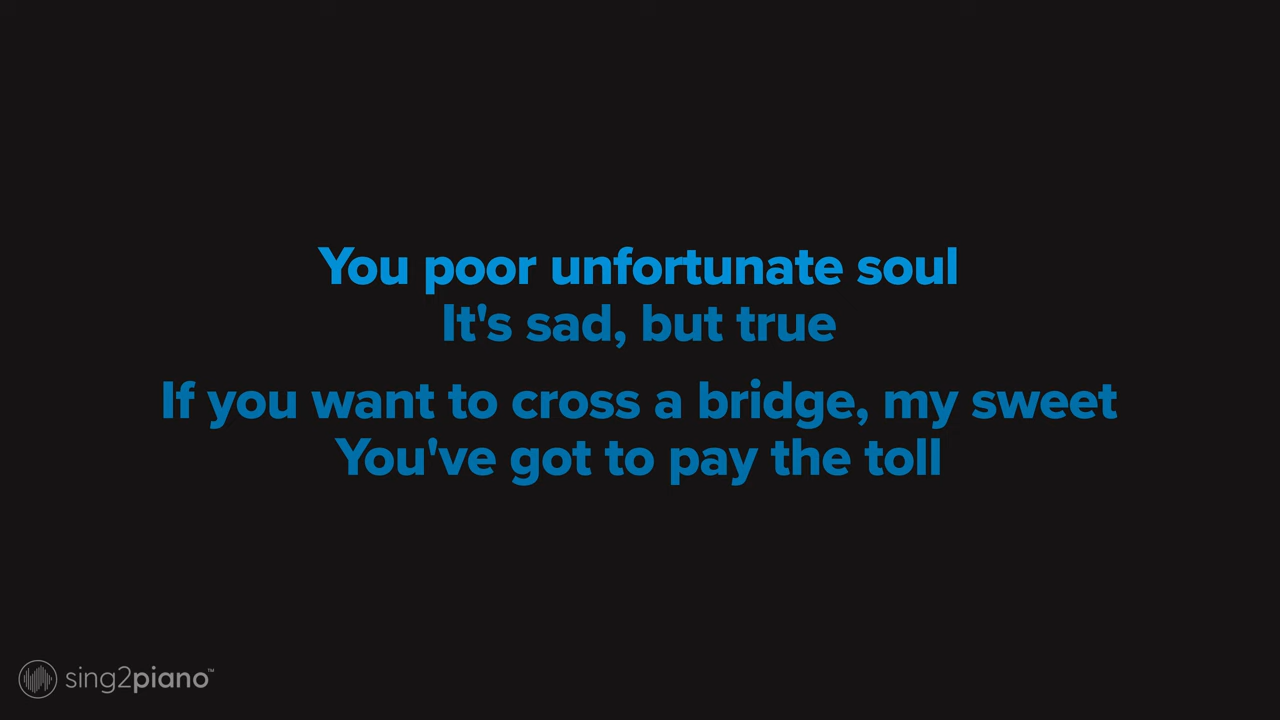 You poor unfortunate soul
It's sad, but true
If you want to cross a bridge, my sweet
You've got to pay the toll
sing2piano™